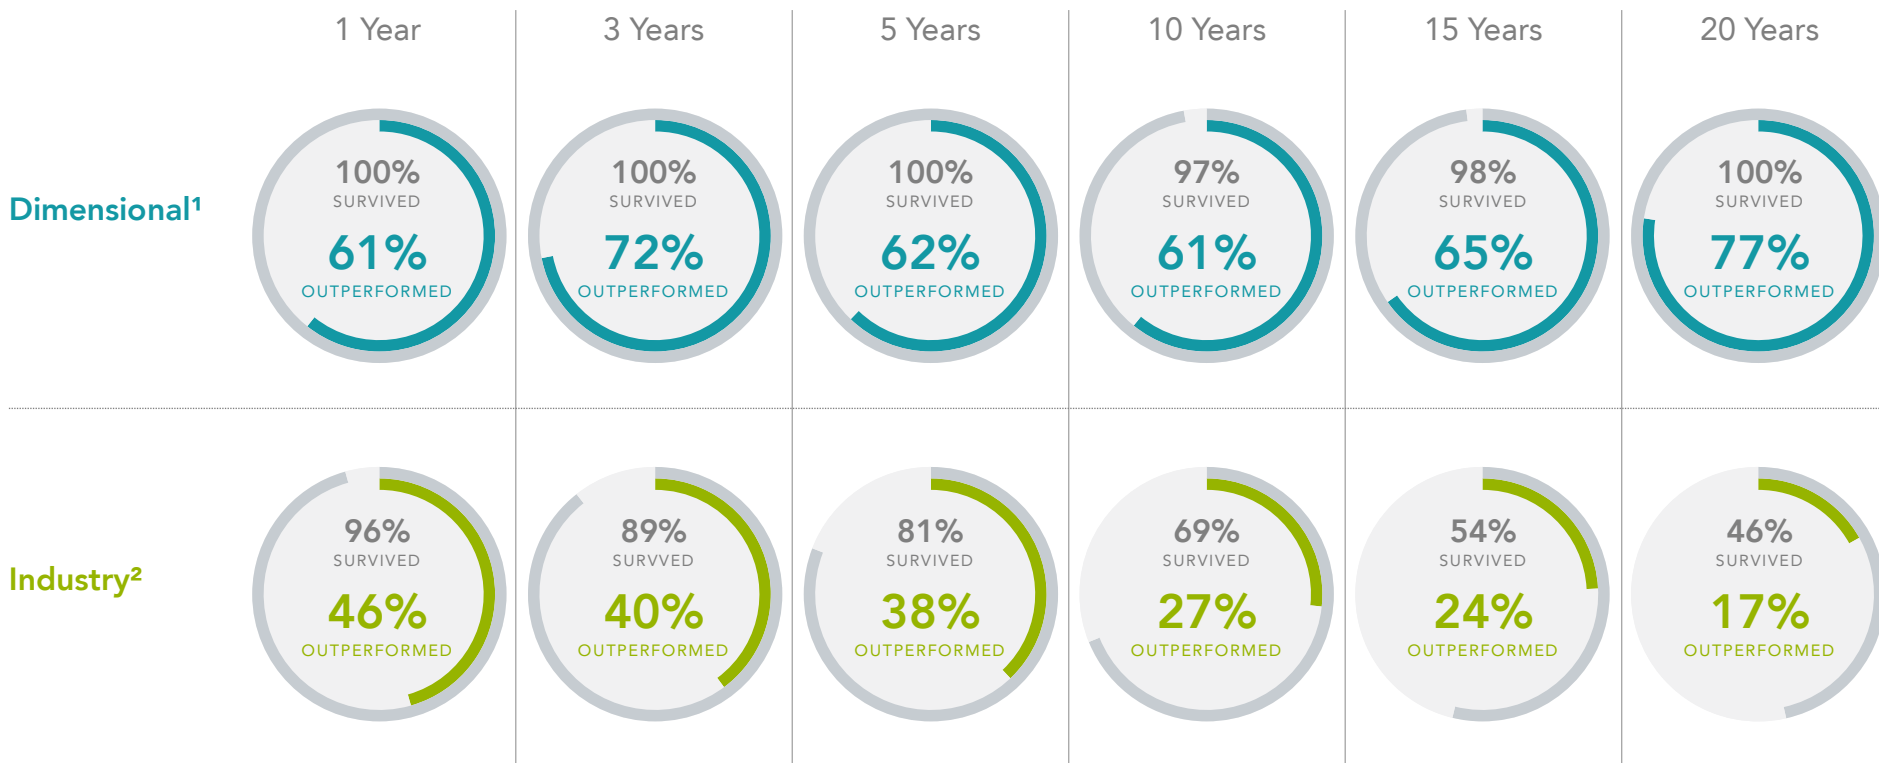 1 Year
3 Years
5 Years
10 Years
15 Years
20 Years
Dimensional¹
100%
SURVIVED
61%
OUTPERFORMED
100%
SURVIVED
72%
OUTPERFORMED
100%
SURVIVED
62%
OUTPERFORMED
97%
SURVIVED
61%
OUTPERFORMED
98%
SURVIVED
65%
OUTPERFORMED
100%
SURVIVED
77%
OUTPERFORMED
Industry²
96%
SURVIVED
46%
OUTPERFORMED
89%
SURVVED
40%
OUTPERFORMED
81%
SURVIVED
38%
OUTPERFORMED
69%
SURVIVED
27%
OUTPERFORMED
54%
SURVIVED
24%
OUTPERFORMED
46%
SURVIVED
17%
OUTPERFORMED